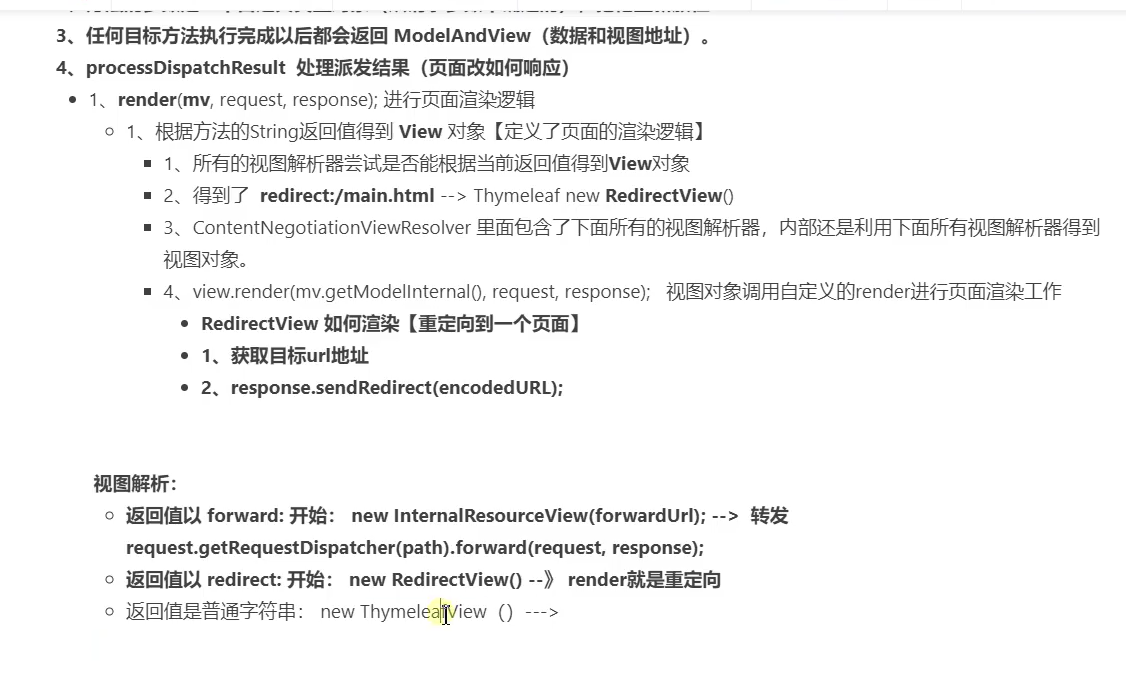 3、任何目标方法执行完成以后都会返回 ModelAndView（数据和视图地址）。
4、processDispatchResult 处理派发结果（页面改如何响应）
1、render(mv, request, response); 进行页面渲染逻辑
1、根据方法的String返回值得到 View 对象【定义了页面的渲染逻辑】
1、所有的视图解析器尝试是否能根据当前返回值得到View对象
2、得到了 redirect:/main.html --> Thymeleaf new RedirectView()
3、ContentNegotiationViewResolver 里面包含了下面所有的视图解析器，内部还是利用下面所有视图解析器得到
视图对象。
4、view.render(mv.getModelInternal(), request, response); 视图对象调用自定义的render进行页面渲染工作
RedirectView 如何渲染【重定向到一个页面】
1、获取目标url地址
2、response.sendRedirect(encodedURL);
视图解析：
返回值以 forward: 开始： new InternalResourceView(forwardUrl); --> 转发
request.getRequestDispatcher(path).forward(request, response);
返回值以 redirect: 开始： new RedirectView() --》 render就是重定向
返回值是普通字符串： new ThymeleafView（）--->